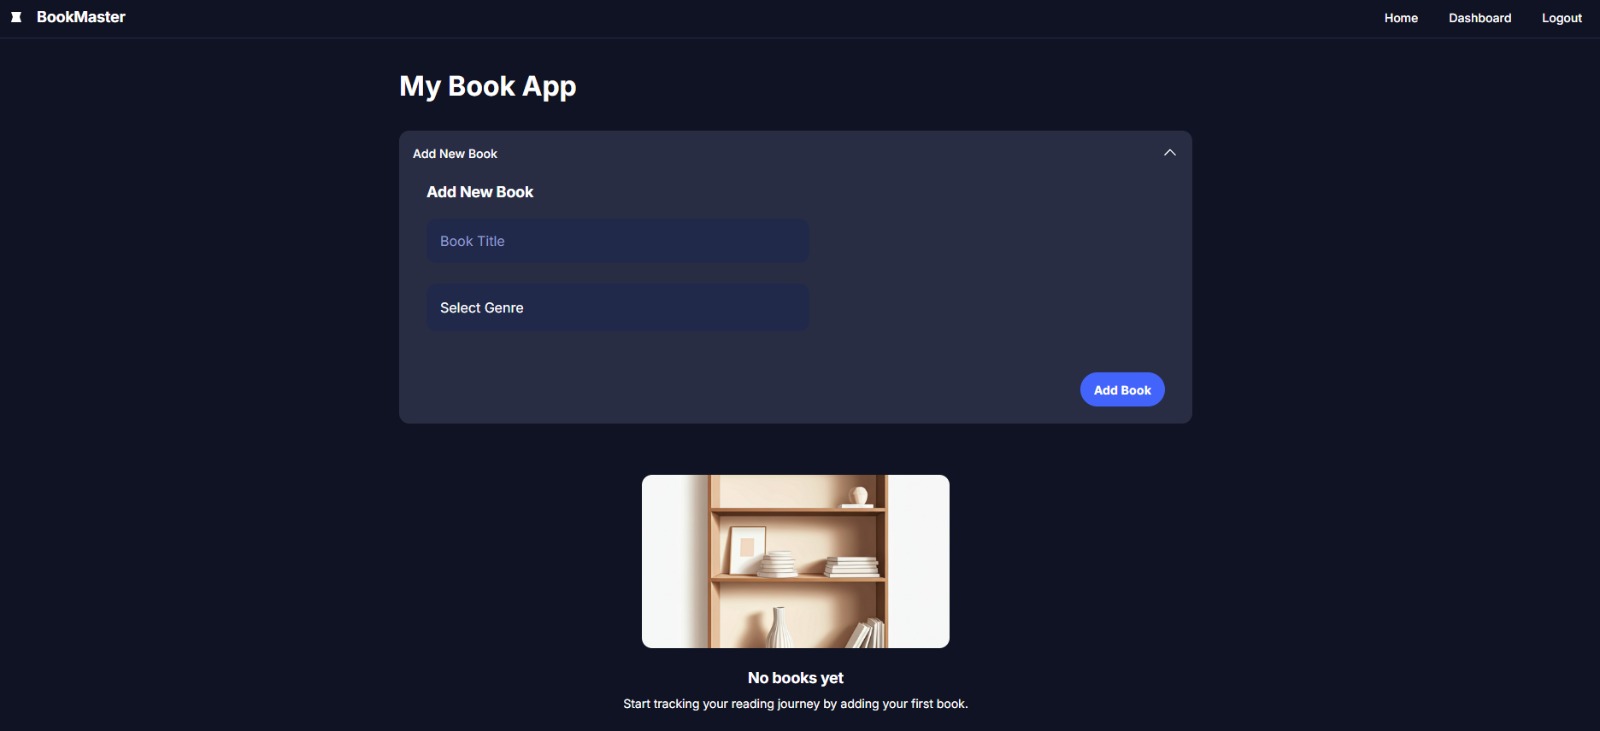 BookMaster
Home Dashboard Logout
My Book App
Add New Book
Add New Book
Book Title
Select Genre
Add Book
No books yet
Start tracking your reading journey by adding your first book.